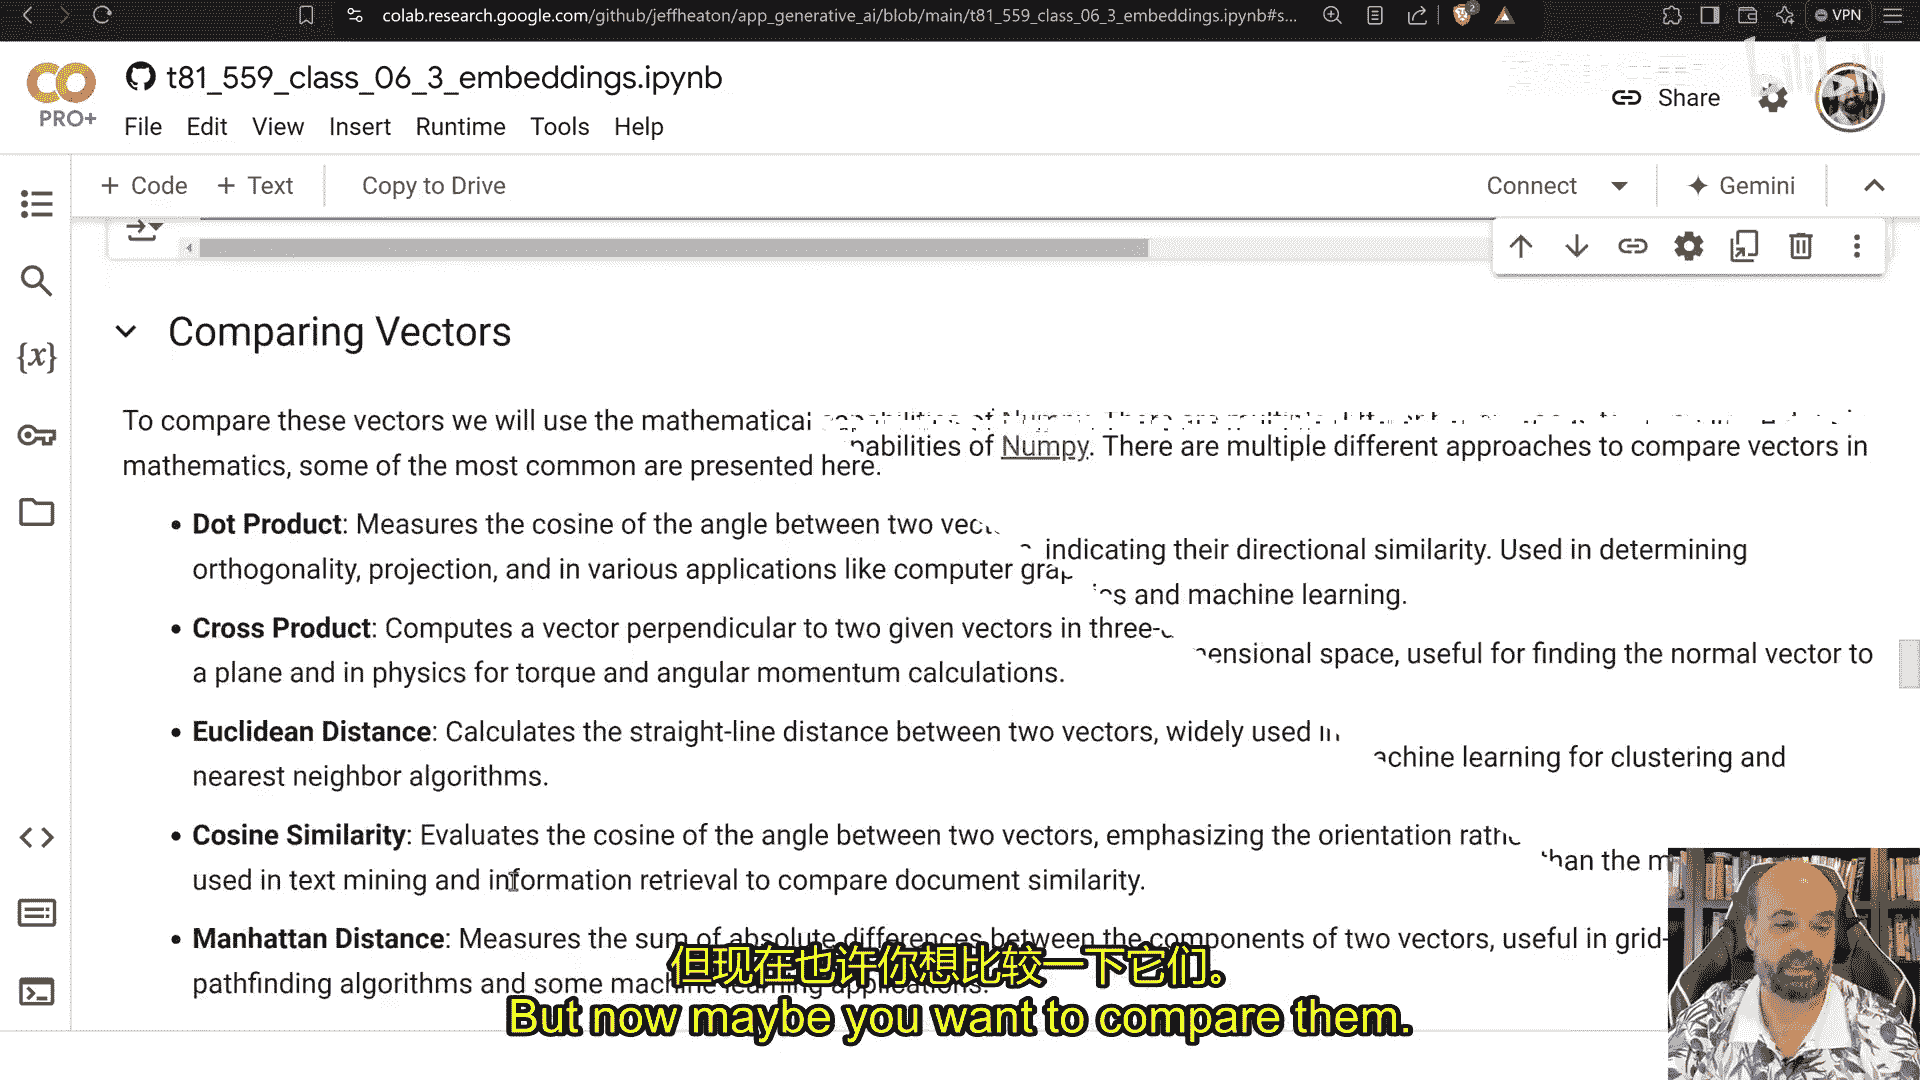 colab.research.google.com/github/jeffheaton/app_generative_ai/blob/main/t81_559_class_06_3_embeddings.ipynb#s...
2
VPN
CO
PRO+
t81_559_class_06_3_embeddings.ipynb
Share
File Edit View Insert Runtime Tools Help
+ Code + Text Copy to Drive Connect Gemini
Comparing Vectors
To compare these vectors we will use the mathematical
of Numpy. There are multiple different approaches to compare vectors in
mathematics, some of the most common are presented here.
• Dot Product: Measures the cosine of the angle between two
indicating their directional similarity. Used in determining
orthogonality, projection, and in various applications like computer
and machine learning.
• Cross Product: Computes a vector perpendicular to two given vectors in
space, useful for finding the normal vector to
a plane and in physics for torque and angular momentum calculations.
• Euclidean Distance: Calculates the straight-line distance between two vectors, widely used in
learning for clustering and
nearest neighbor algorithms.
• Cosine Similarity: Evaluates the cosine of the angle between two vectors, emphasizing the orientation
than the
used in text mining and information retrieval to compare document similarity.
• Manhattan Distance: Measures the sum of absolute differences between the components of two vectors, useful in grid-
pathfinding algorithms and some machine learning applications.
但现在也许你想比较一下它们。
But now maybe you want to compare them.
{x}